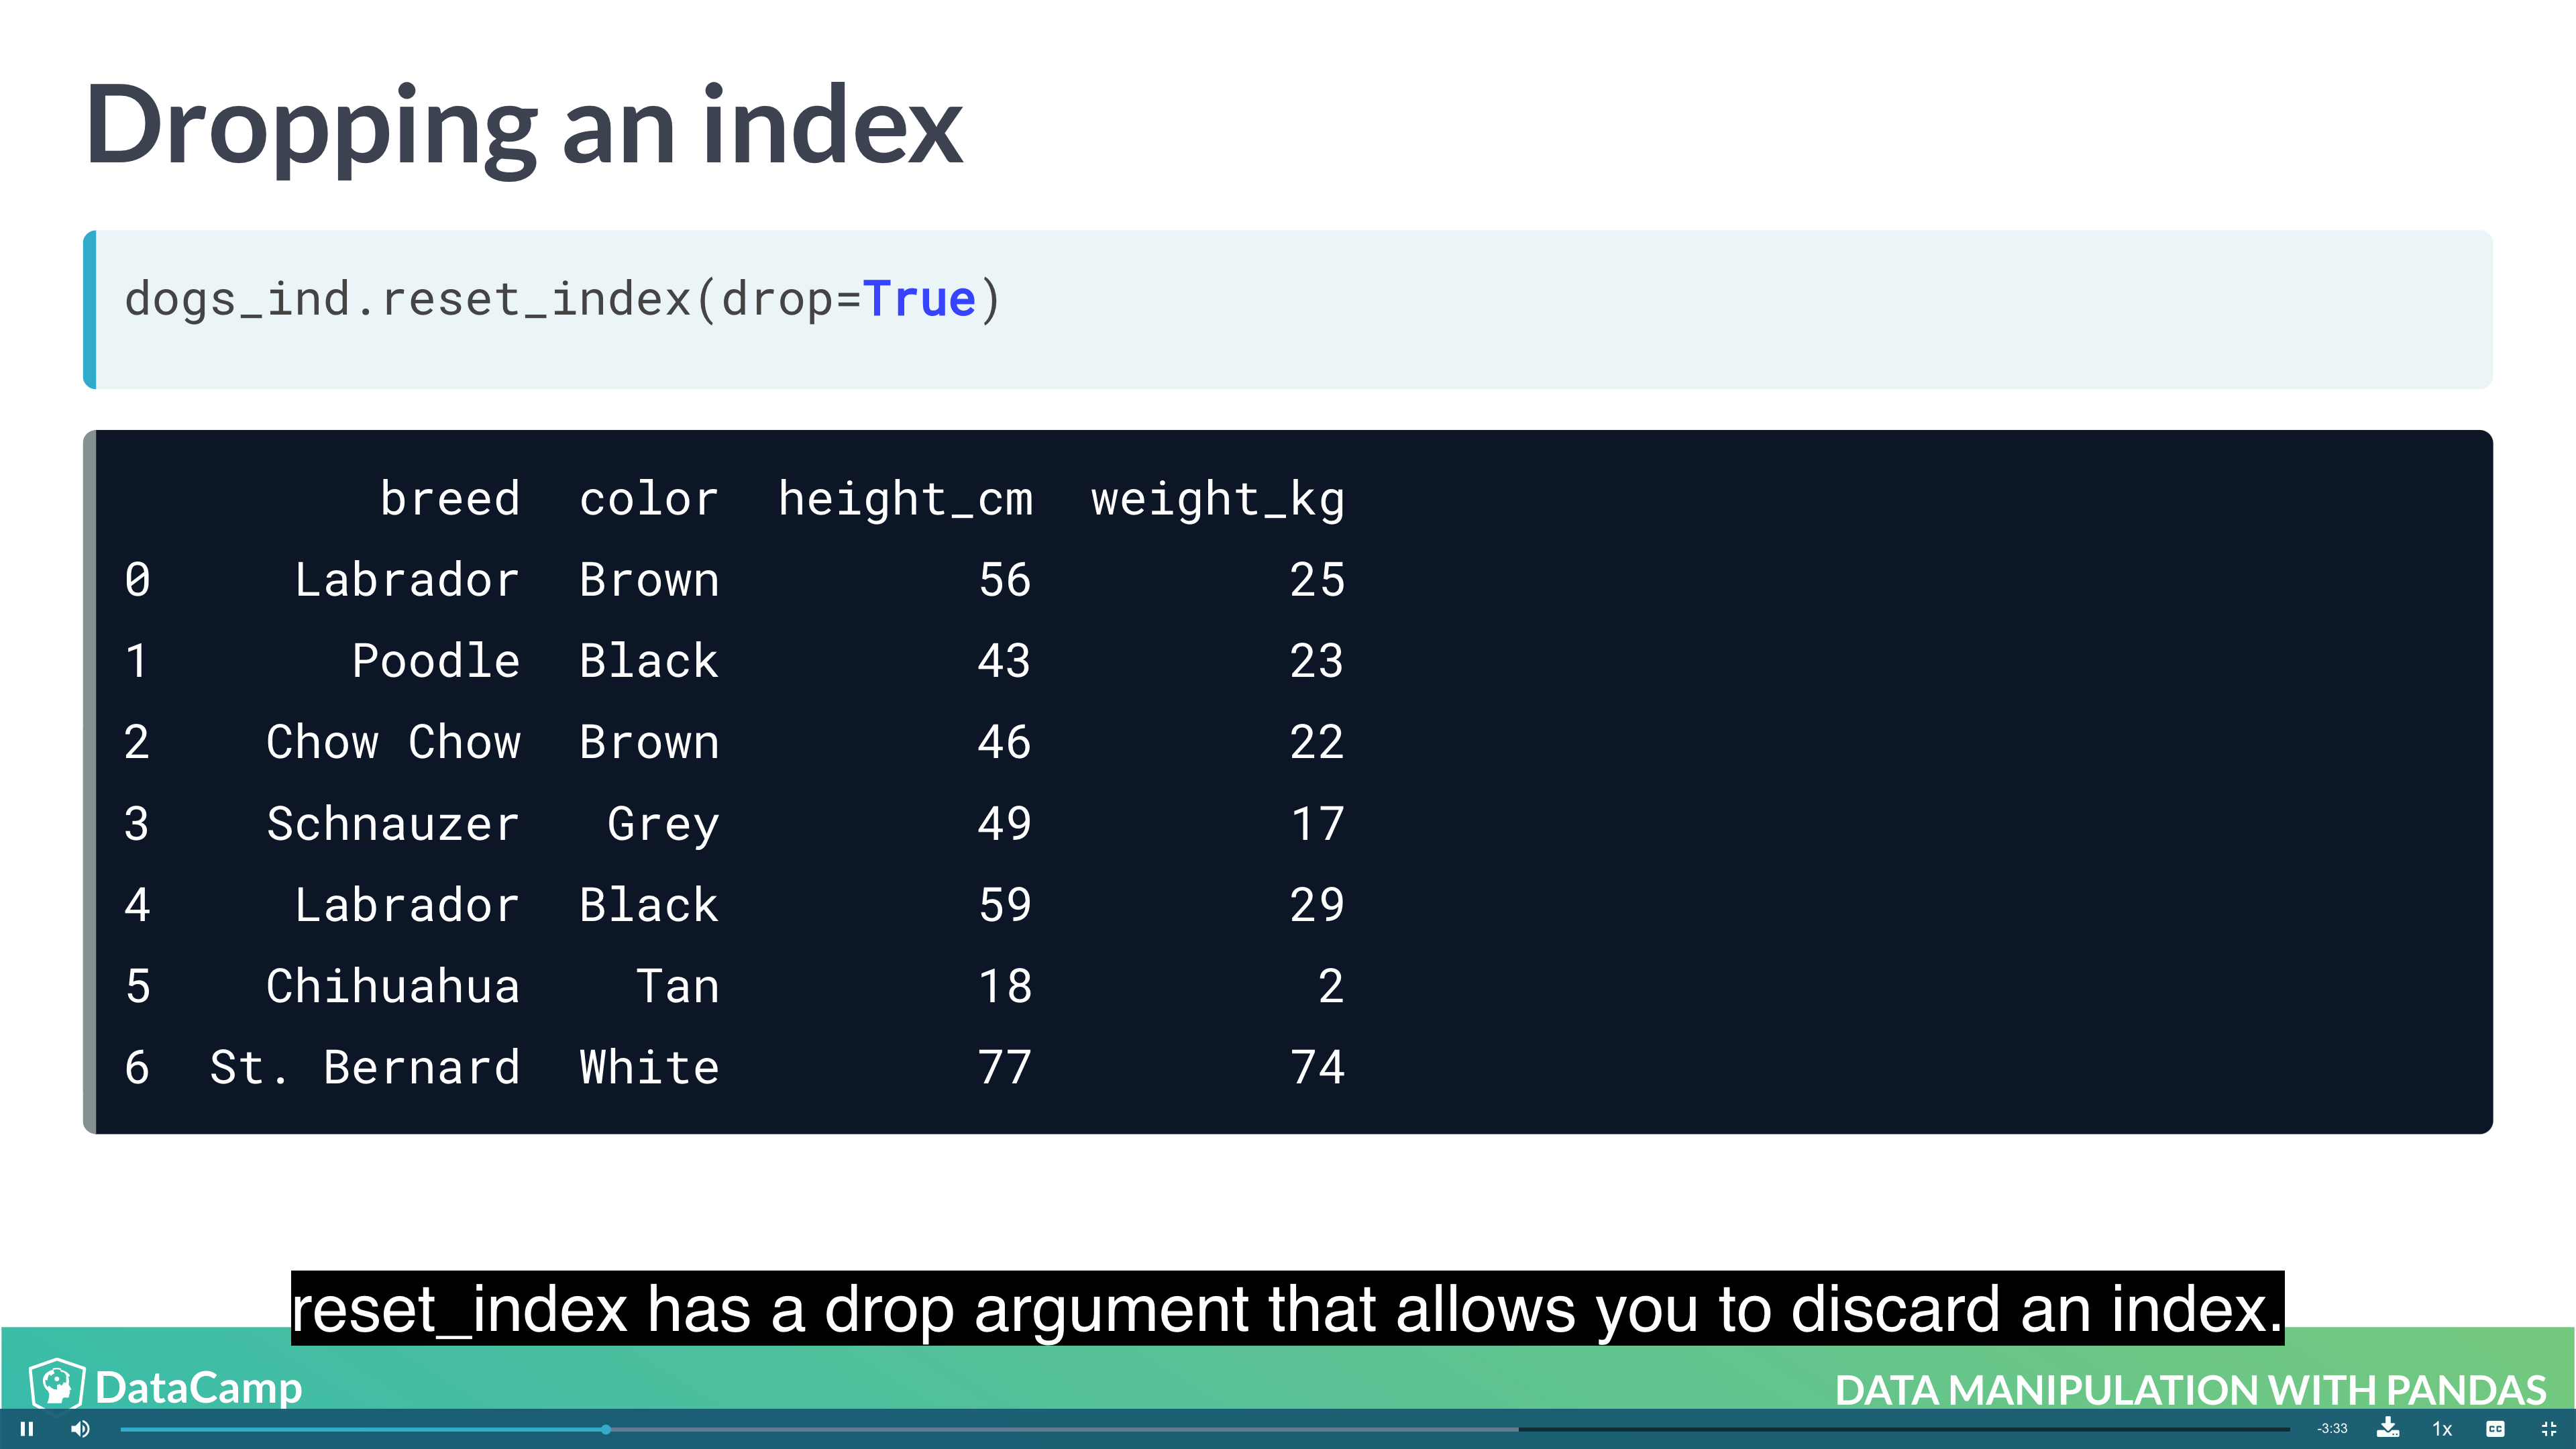 Dropping an index
dogs_ind.reset_index(drop=True)
breed  color  height_cm  weight_kg
0     Labrador  Brown         56         25
1       Poodle  Black         43         23
2    Chow Chow  Brown         46         22
3    Schnauzer   Grey         49         17
4     Labrador  Black         59         29
5    Chihuahua    Tan         18          2
6  St. Bernard  White         77         74
reset_index has a drop argument that allows you to discard an index.
DataCamp
DATA MANIPULATION WITH PANDAS
-3:33
1x
CC